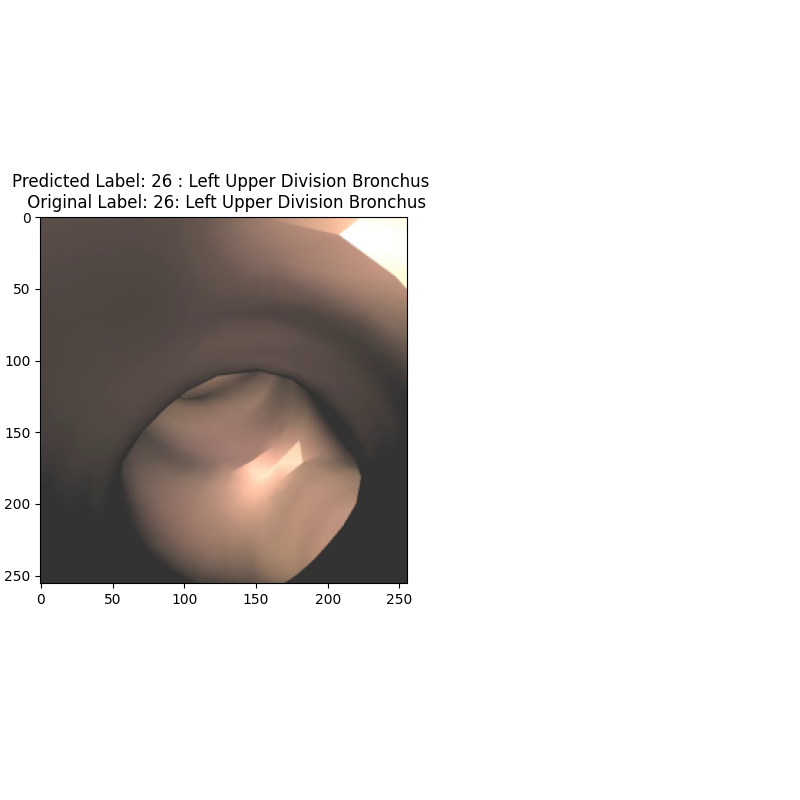 Predicted Label: 26 : Left Upper Division Bronchus
Original Label: 26: Left Upper Division Bronchus
0
50
100
150
200
250
0 50 100 150 200 250